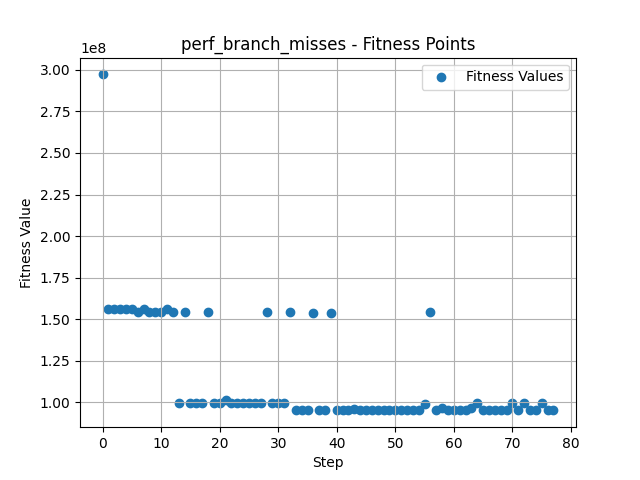 perf_branch_misses - Fitness Points
1e8
Fitness Values
3.00
2.75
2.50
2.25
2.00
1.75
1.50
1.25
1.00
Fitness Value
0 10 20 30 40 50 60 70 80
Step